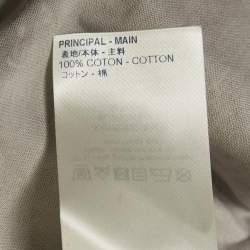 PRINCIPAL - MAIN
表地/本体 - 主料
100% COTON - COTTON
コットン - 棉